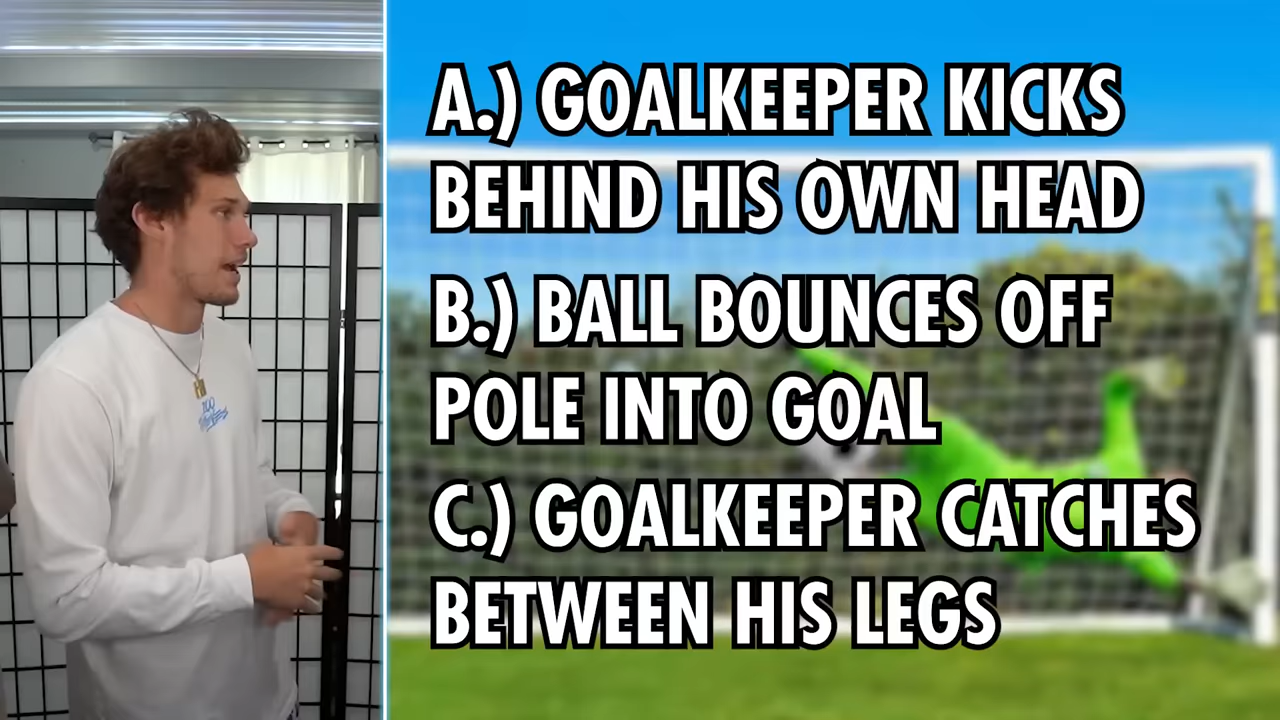 A.) GOALKEEPER KICKS
BEHIND HIS OWN HEAD
B.) BALL BOUNCES OFF
POLE INTO GOAL
C.) GOALKEEPER CATCHES
BETWEEN HIS LEGS